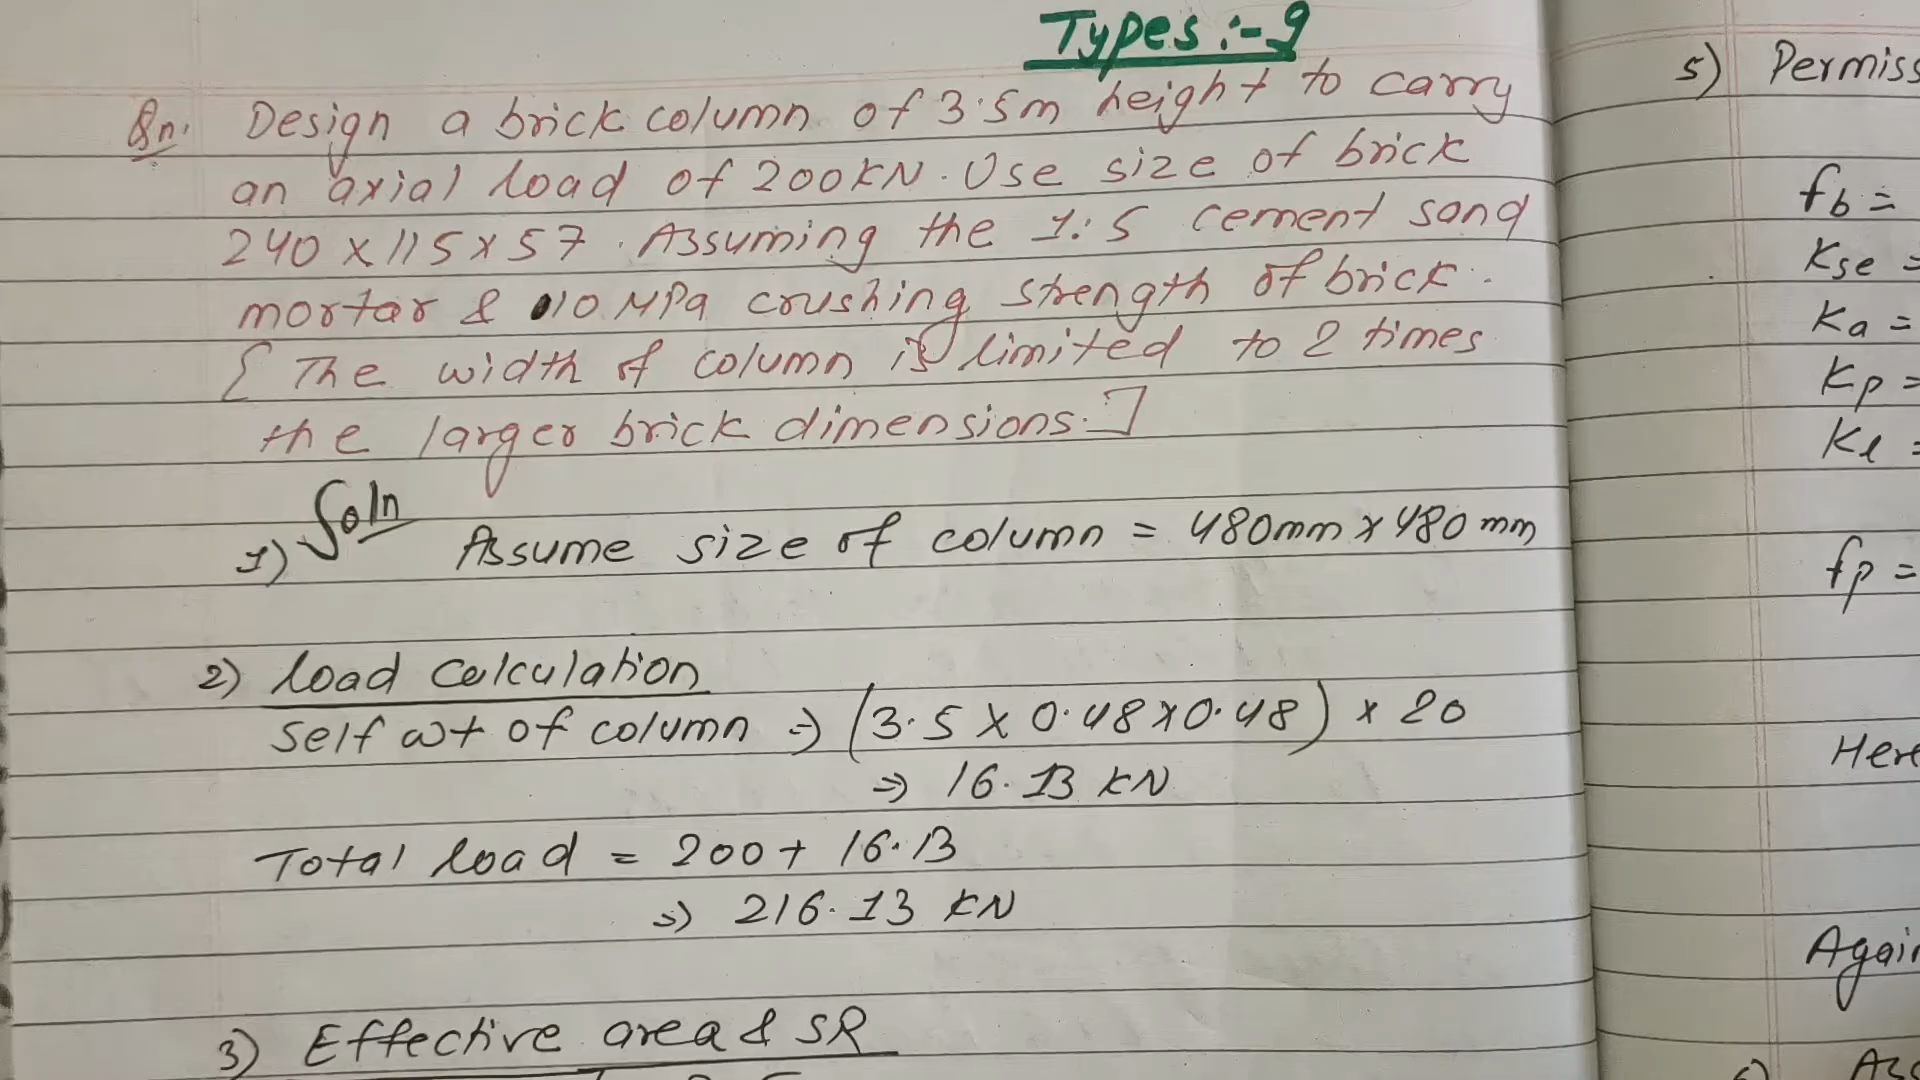 Types:-9
Qn. Design a brick column of 3.5m height to carry
an axial load of 200KN. Use size of brick
240 x 115 x 57. Assuming the 1:5 cement sand
mortar & 10 MPa crushing strength of brick.
[ The width of column is limited to 2 times
the larger brick dimensions.]
Soln
1) Assume size of column = 480mm x 480 mm
2) Load Calculation
Self wt of column => (3.5 x 0.48 x 0.48) x 20
=> 16.13 KN
Total load = 200 + 16.13
=> 216.13 KN
3) Effective area & SR
5) Permiss
fb =
Kse =
Ka =
Kp =
Kl =
fp =
Here
Again